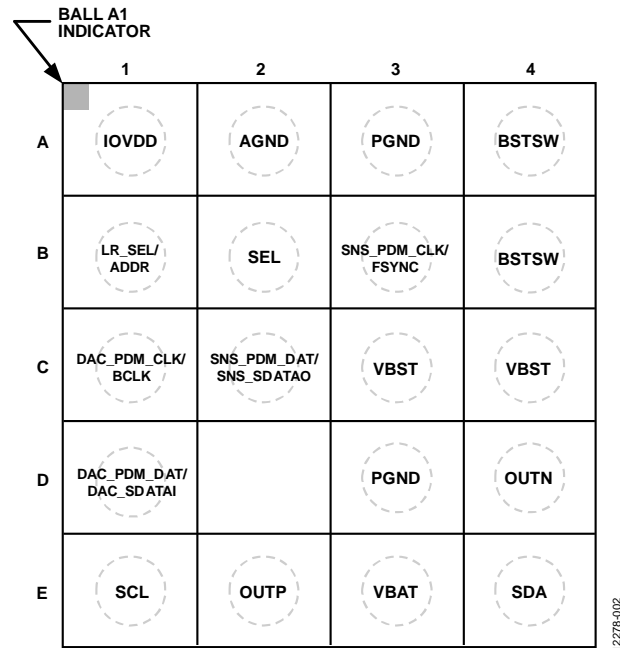 BALL A1
INDICATOR
1 2 3 4
A IOVDD AGND PGND BSTSW
B LR_SEL/ADDR SEL SNS_PDM_CLK/FSYNC BSTSW
C DAC_PDM_CLK/BCLK SNS_PDM_DAT/SNS_SDATAO VBST VBST
D DAC_PDM_DAT/DAC_SDATAI PGND OUTN
E SCL OUTP VBAT SDA
2278-002